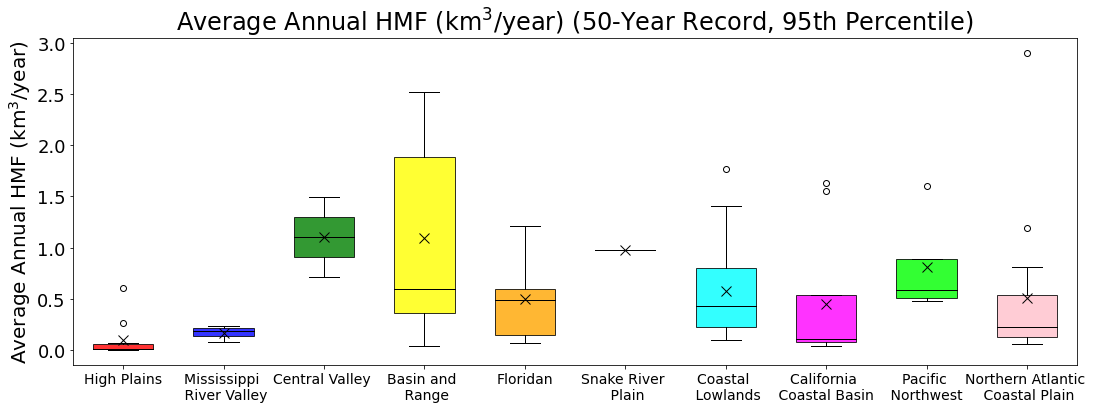 Average Annual HMF (km³/year) (50-Year Record, 95th Percentile)
Average Annual HMF (km³/year)
3.0
2.5
2.0
1.5
1.0
0.5
0.0
High Plains
Mississippi
River Valley
Central Valley
Basin and
Range
Floridan
Snake River
Plain
Coastal
Lowlands
California
Coastal Basin
Pacific
Northwest
Northern Atlantic
Coastal Plain